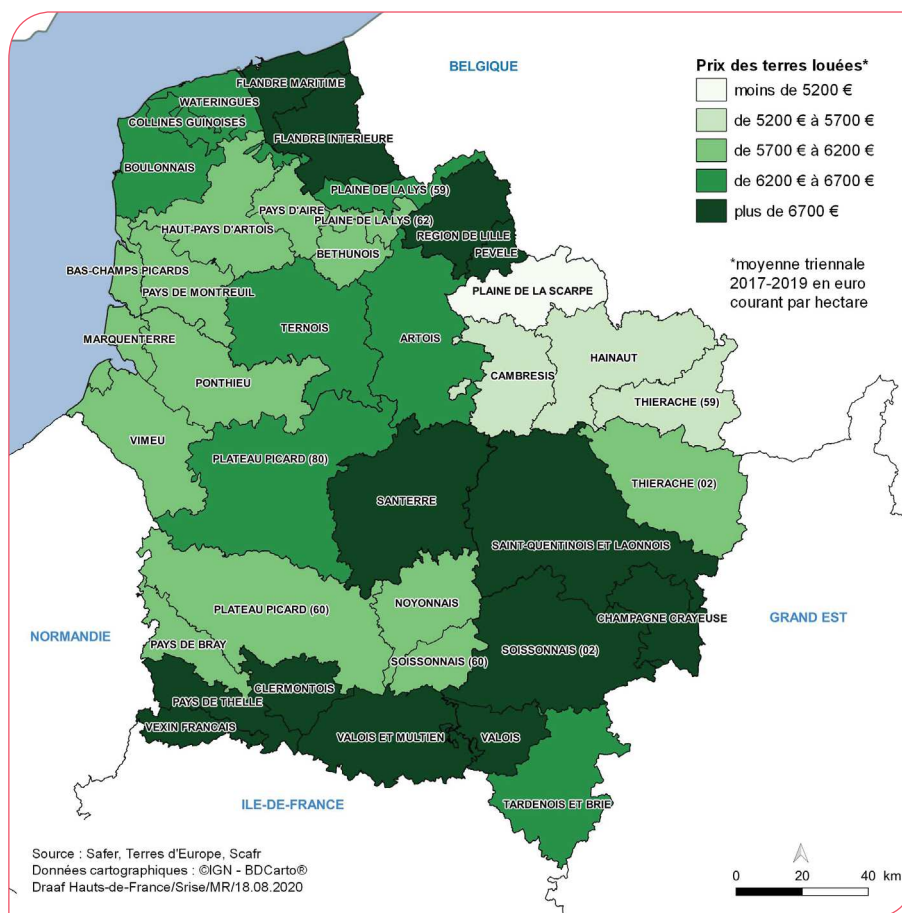 BELGIQUE
Prix des terres louées*
moins de 5200 €
de 5200 € à 5700 €
de 5700 € à 6200 €
de 6200 € à 6700 €
plus de 6700 €
*moyenne triennale
2017-2019 en euro
courant par hectare
FLANDRE MARITIME
WATERINGUES
COLLINES GUINOISES
FLANDRE INTERIEURE
BOULONNAIS
PLAINE DE LA LYS (59)
PAYS D'AIRE
PLAINE DE LA LYS (62)
HAUT-PAYS D'ARTOIS
REGION DE LILLE
BETHUNOIS
PEVELE
BAS-CHAMPS PICARDS
PAYS DE MONTREUIL
PLAINE DE LA SCARPE
TERNOIS
ARTOIS
MARQUENTERRE
HAINAUT
CAMBRESIS
PONTHIEU
THIERACHE (59)
VIMEU
PLATEAU PICARD (80)
THIERACHE (02)
SANTERRE
SAINT-QUENTINOIS ET LAONNOIS
NOYONNAIS
PLATEAU PICARD (60)
CHAMPAGNE CRAYEUSE
GRAND EST
NORMANDIE
PAYS DE BRAY
SOISSONNAIS (02)
SOISSONNAIS (60)
CLERMONTOIS
PAYS DE THELLE
VEXIN FRANCAIS
VALOIS ET MULTIEN
VALOIS
ILE-DE-FRANCE
TARDENOIS ET BRIE
Source : Safer, Terres d'Europe, Scafr
Données cartographiques : ©IGN - BDCarto®
Draaf Hauts-de-France/Srise/MR/18.08.2020
0 20 40 km